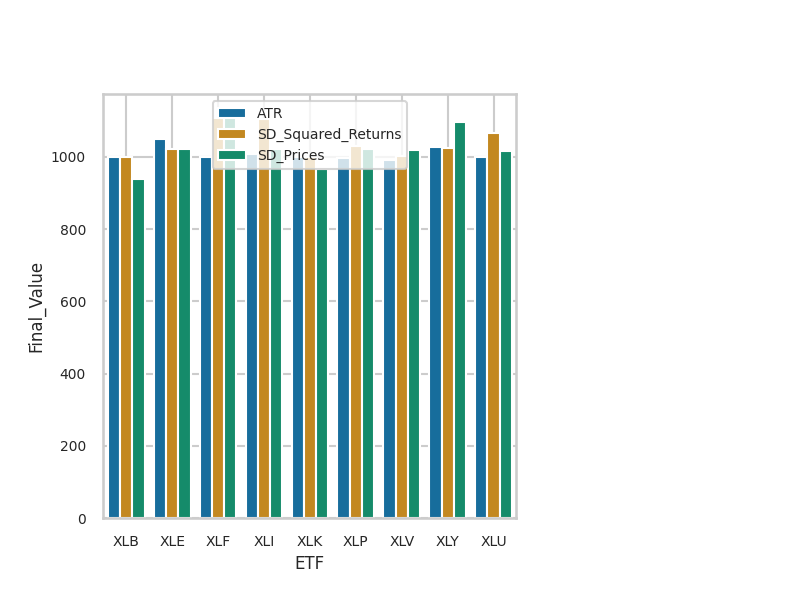 ATR
SD_Squared_Returns
SD_Prices
Final_Value
1000
800
600
400
200
0
XLB XLE XLF XLI XLK XLP XLV XLY XLU
ETF